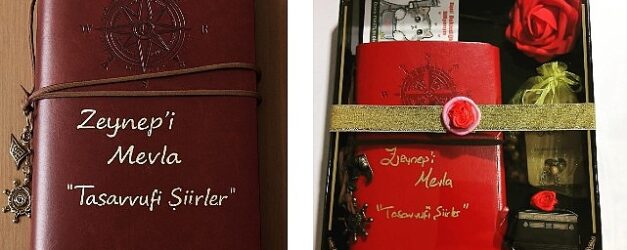 Zeynep'i
Mevla
"Tasavvufi Şiirler"
Zeynep'i
Mevla
"Tasavvufi Şiirler"